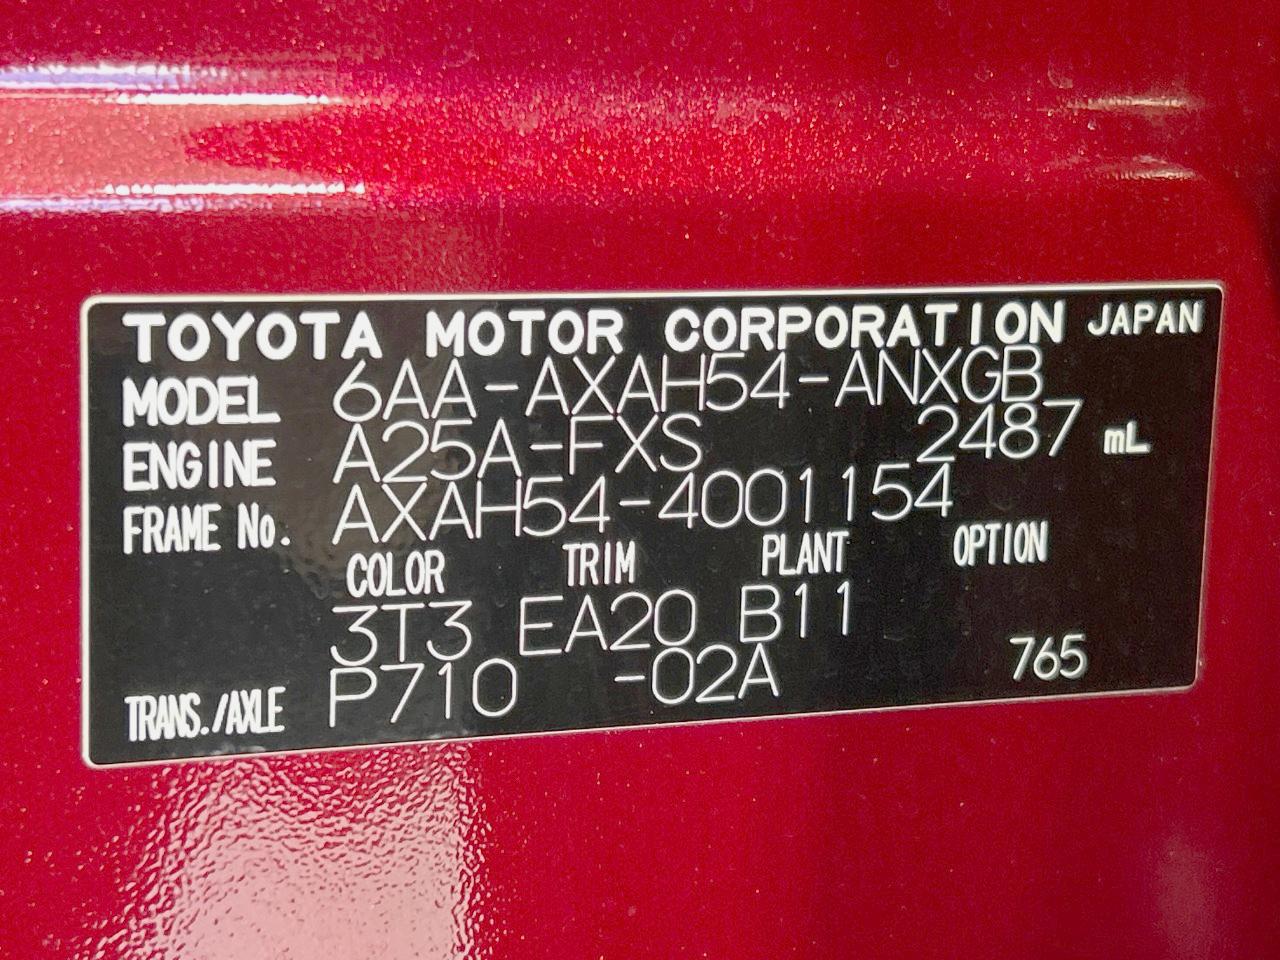 TOYOTA MOTOR CORPORATION JAPAN
MODEL 6AA-AXAH54-ANXGB
ENGINE A25A-FXS 2487 mL
FRAME No. AXAH54-4001154
COLOR TRIM PLANT OPTION
3T3 EA20 B11
TRANS./AXLE P710 -02A 765